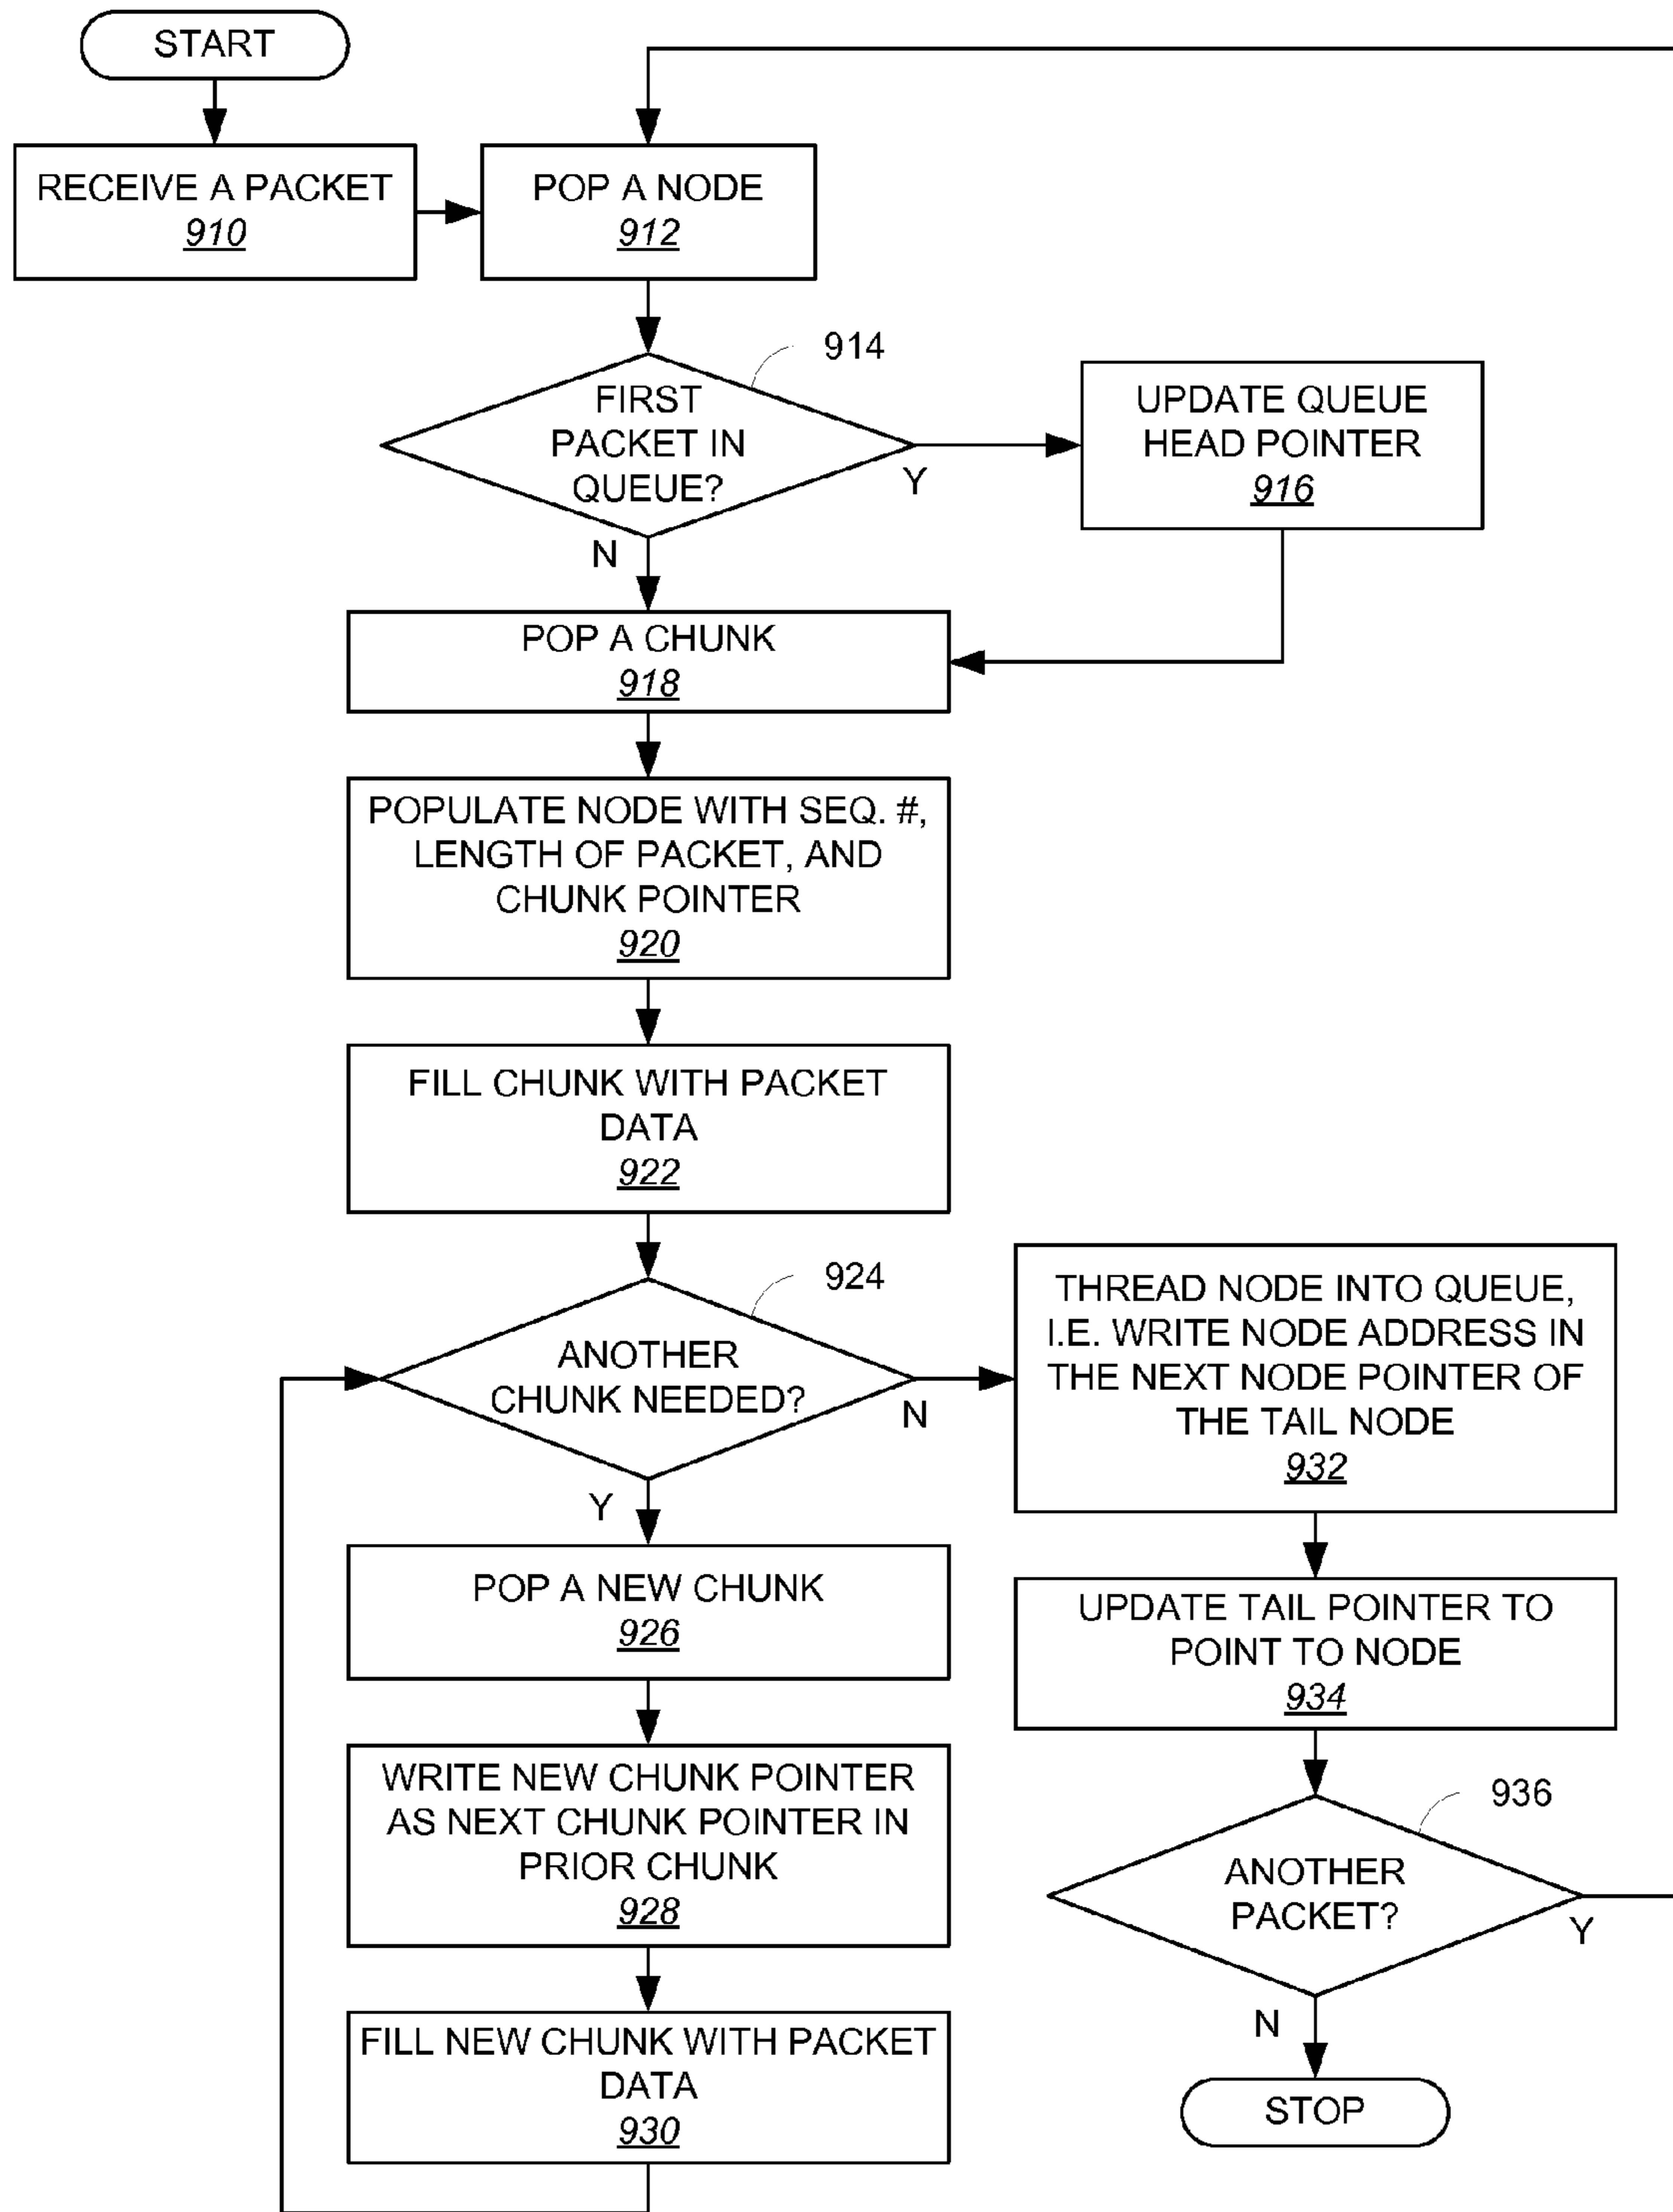 START
RECEIVE A PACKET
910
POP A NODE
912
914
FIRST
PACKET IN
QUEUE?
Y
N
UPDATE QUEUE
HEAD POINTER
916
POP A CHUNK
918
POPULATE NODE WITH SEQ. #,
LENGTH OF PACKET, AND
CHUNK POINTER
920
FILL CHUNK WITH PACKET
DATA
922
924
ANOTHER
CHUNK NEEDED?
N
Y
POP A NEW CHUNK
926
WRITE NEW CHUNK POINTER
AS NEXT CHUNK POINTER IN
PRIOR CHUNK
928
FILL NEW CHUNK WITH PACKET
DATA
930
THREAD NODE INTO QUEUE,
I.E. WRITE NODE ADDRESS IN
THE NEXT NODE POINTER OF
THE TAIL NODE
932
UPDATE TAIL POINTER TO
POINT TO NODE
934
936
ANOTHER
PACKET?
Y
N
STOP